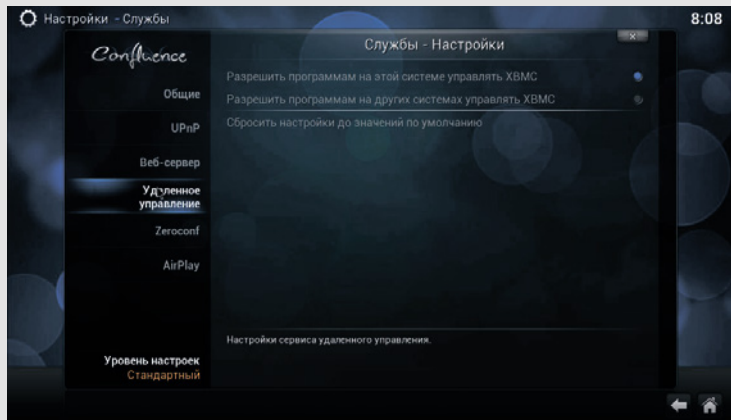 Настройки - Службы
8:08
Confluence
Службы - Настройки
Общие
UPnP
Веб-сервер
Удаленное
управление
Zeroconf
AirPlay
Разрешить программам на этой системе управлять XBMC
Разрешить программам на других системах управлять XBMC
Сбросить настройки до значений по умолчанию
Настройки сервиса удаленного управления.
Уровень настроек
Стандартный